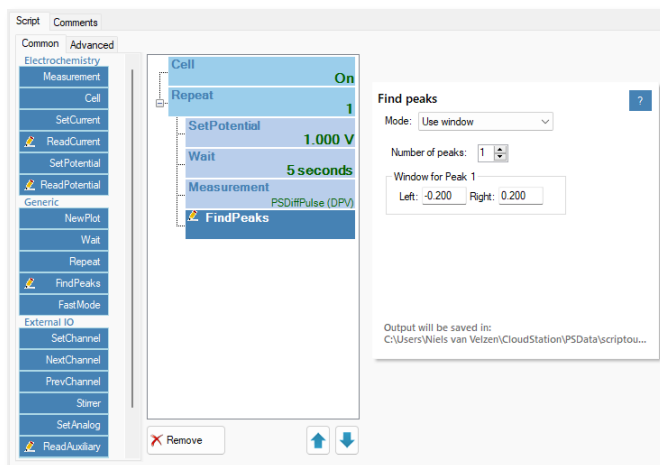 Script Comments
Common Advanced
Electrochemistry
Measurement
Cell
SetCurrent
ReadCurrent
SetPotential
ReadPotential
Generic
NewPlot
Wait
Repeat
FindPeaks
FastMode
External IO
SetChannel
NextChannel
PrevChannel
Stirrer
SetAnalog
ReadAuxiliary
Cell
On
Repeat
1
SetPotential
1.000 V
Wait
5 seconds
Measurement
PSDiffPulse (DPV)
FindPeaks
Remove
Find peaks
?
Mode: Use window
Number of peaks: 1
Window for Peak 1
Left: -0.200 Right: 0.200
Output will be saved in:
C:\Users\Niels van Velzen\CloudStation\PSData\scriptou...